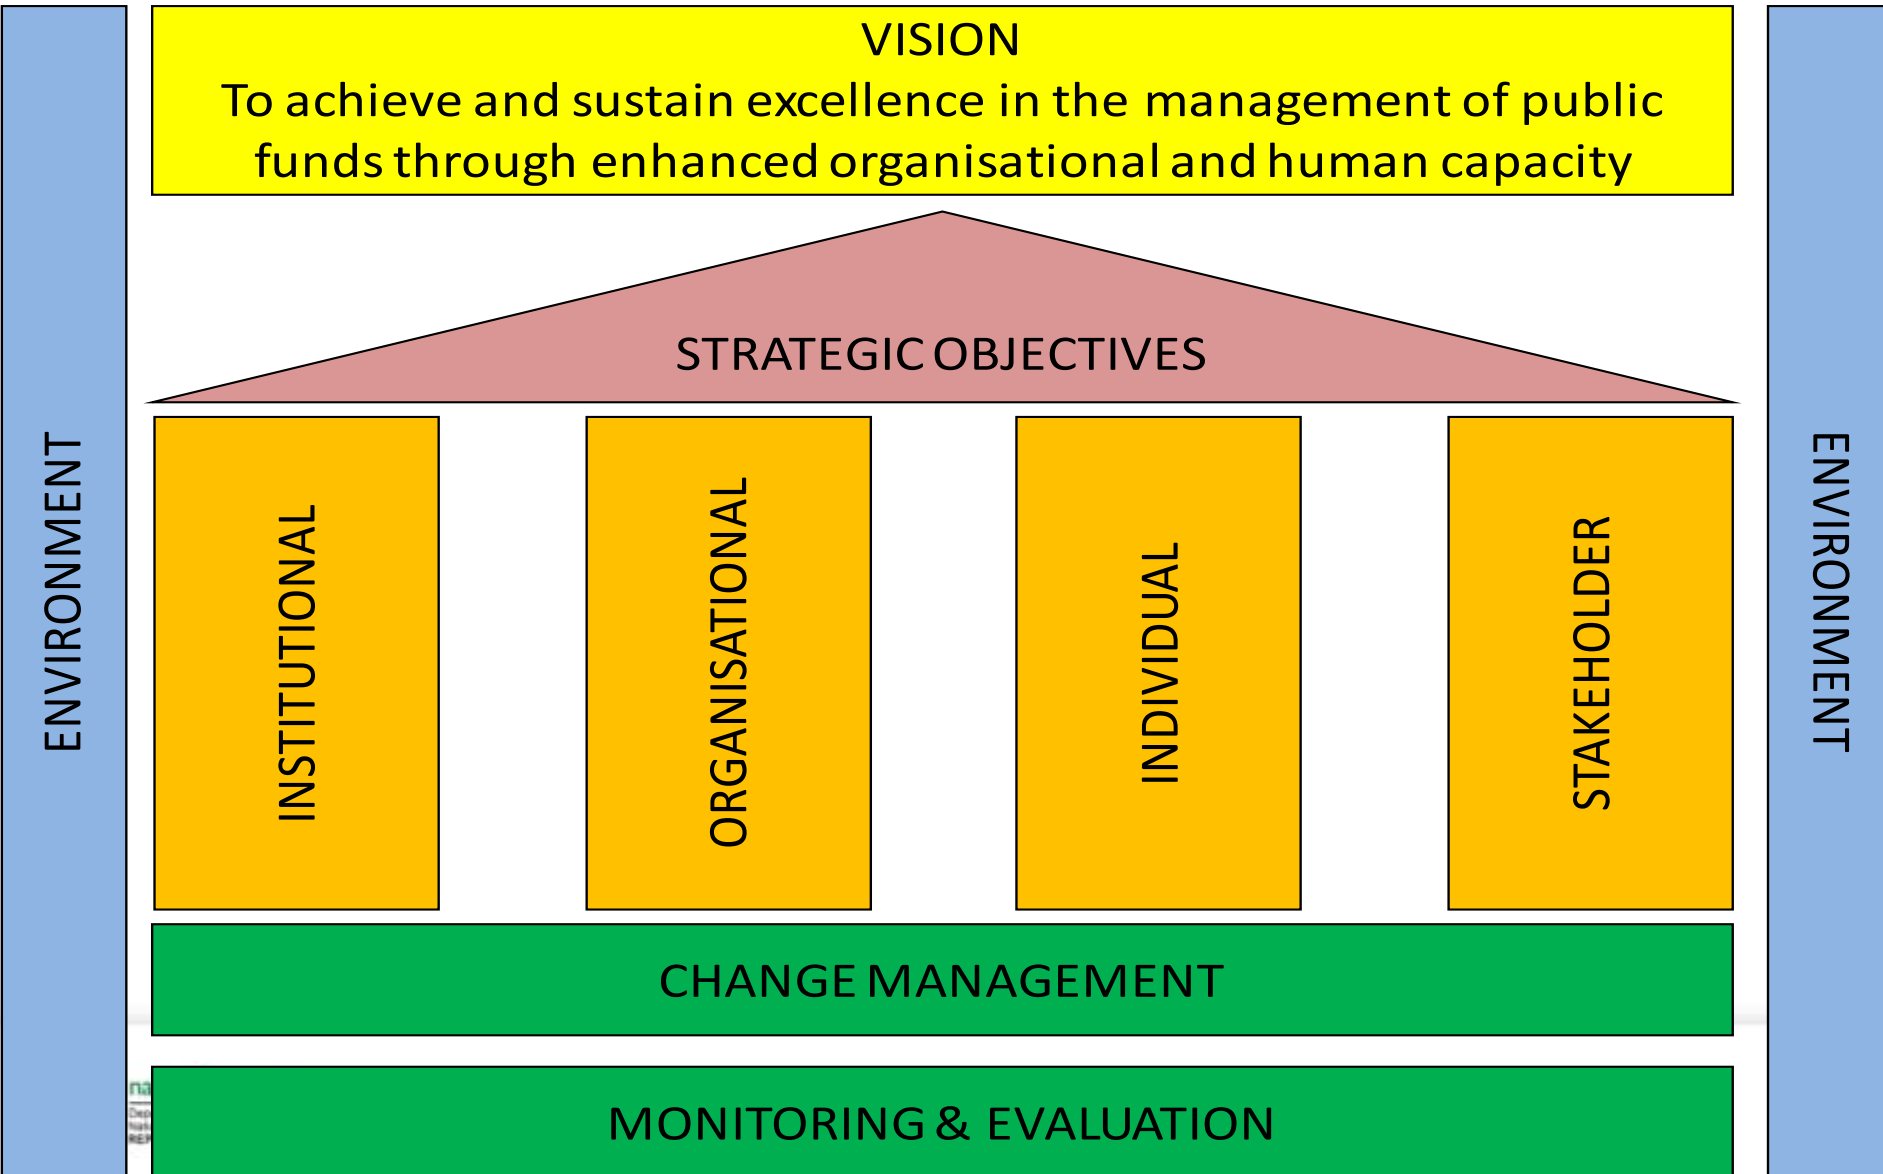 VISION
To achieve and sustain excellence in the management of public
funds through enhanced organisational and human capacity
STRATEGIC OBJECTIVES
ENVIRONMENT
INSTITUTIONAL
ORGANISATIONAL
INDIVIDUAL
STAKEHOLDER
ENVIRONMENT
CHANGE MANAGEMENT
MONITORING & EVALUATION